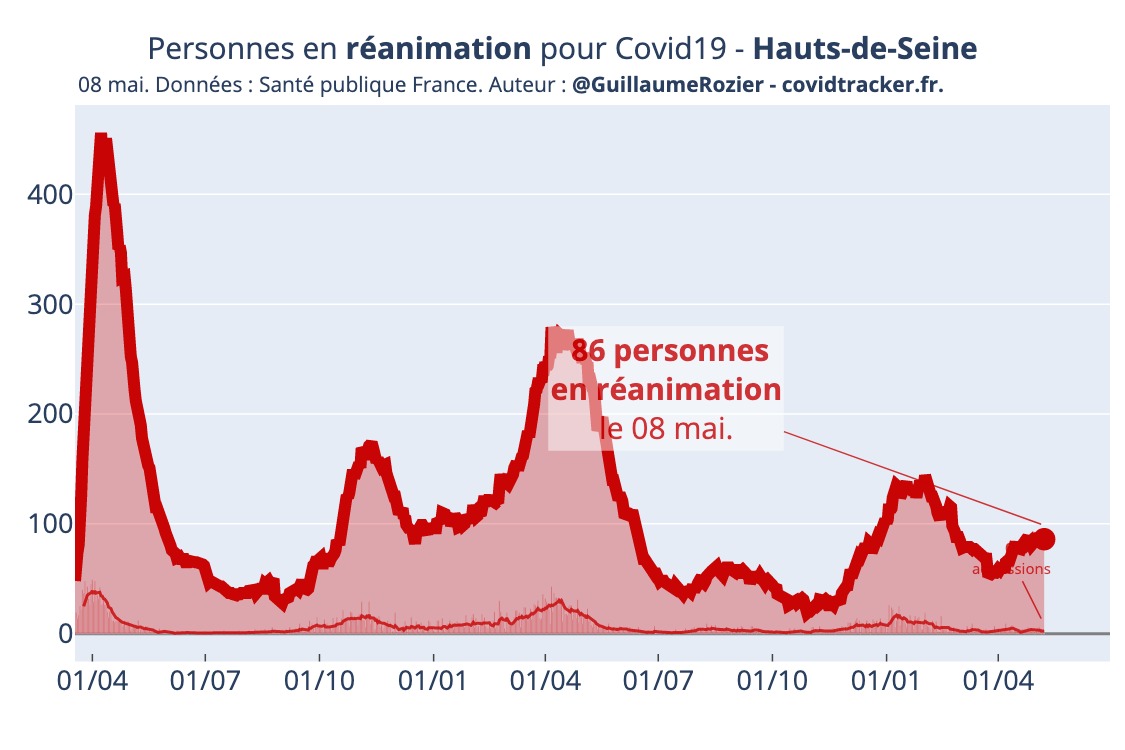 Personnes en réanimation pour Covid19 - Hauts-de-Seine
08 mai. Données : Santé publique France. Auteur : @GuillaumeRozier - covidtracker.fr.
400
300
200
100
0
86 personnes
en réanimation
le 08 mai.
admissions
01/04 01/07 01/10 01/01 01/04 01/07 01/10 01/01 01/04